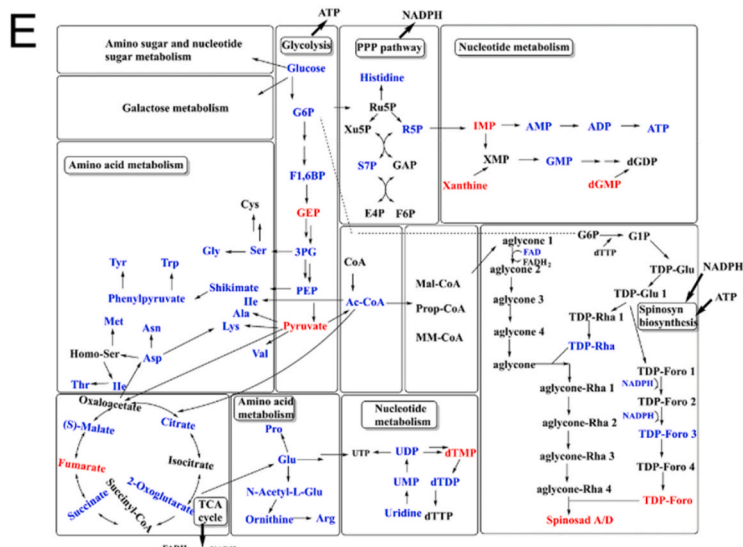 E
ATP
NADPH
Amino sugar and nucleotide
sugar metabolism
Glycolysis
PPP pathway
Nucleotide metabolism
Glucose
Histidine
Galactose metabolism
G6P
Ru5P
Xu5P
R5P
IMP
AMP
ADP
ATP
Amino acid metabolism
S7P
GAP
XMP
GMP
dGDP
F1,6BP
Xanthine
dGMP
Cys
GEP
E4P
F6P
Gly
Ser
3PG
aglycone 1
G6P
G1P
Tyr
Trp
CoA
FAD
FADH2
dTTP
NADPH
Shikimate
PEP
Mal-CoA
aglycone 2
TDP-Glu
Phenylpyruvate
Ile
Ac-CoA
Prop-CoA
aglycone 3
TDP-Glu 1
ATP
Met
Asn
Ala
Lys
Pyruvate
MM-CoA
aglycone 4
TDP-Rha 1
Spinosyn
biosynthesis
Homo-Ser
Asp
Val
TDP-Rha
aglycone
TDP-Foro 1
Thr
Ile
NADPH
aglycone-Rha 1
TDP-Foro 2
Oxaloacetate
Amino acid
metabolism
Nucleotide
metabolism
NADPH
(S)-Malate
Citrate
aglycone-Rha 2
TDP-Foro 3
Pro
Fumarate
Isocitrate
Glu
UTP
UDP
dTMP
aglycone-Rha 3
TDP-Foro 4
2-Oxoglutarate
N-Acetyl-L-Glu
UMP
dTDP
aglycone-Rha 4
TDP-Foro
Succinate
Succinyl-CoA
TCA
cycle
Ornithine
Arg
Uridine
dTTP
Spinosad A/D